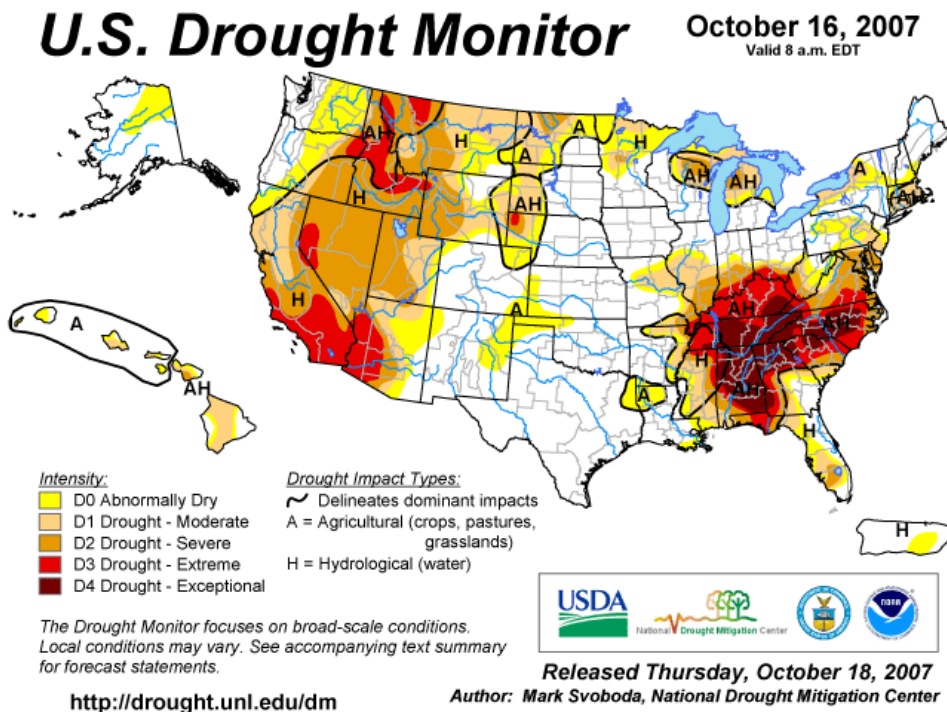 U.S. Drought Monitor
October 16, 2007
Valid 8 a.m. EDT
AH
H
A
H
A
AH
H
AH
AH
A
AH
H
A
A
AH
AH
AH
H
AH
A
H
H
Intensity:
D0 Abnormally Dry
D1 Drought - Moderate
D2 Drought - Severe
D3 Drought - Extreme
D4 Drought - Exceptional
Drought Impact Types:
Delineates dominant impacts
A = Agricultural (crops, pastures,
grasslands)
H = Hydrological (water)
The Drought Monitor focuses on broad-scale conditions.
Local conditions may vary. See accompanying text summary
for forecast statements.
http://drought.unl.edu/dm
USDA
National Drought Mitigation Center
NOAA
Released Thursday, October 18, 2007
Author: Mark Svoboda, National Drought Mitigation Center